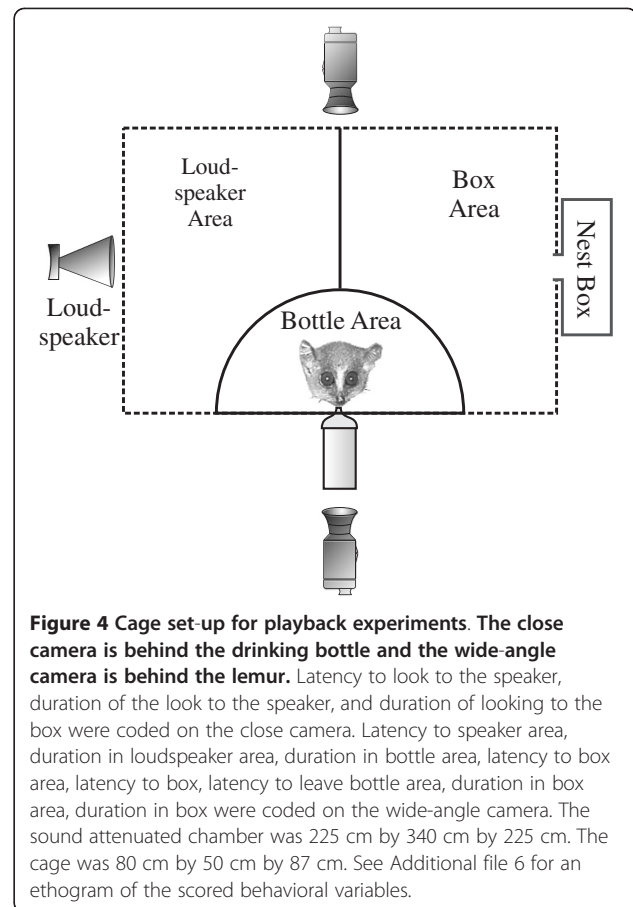 Loud-
speaker
Area
Box
Area
Nest Box
Loud-
speaker
Bottle Area
Figure 4 Cage set-up for playback experiments. The close
camera is behind the drinking bottle and the wide-angle
camera is behind the lemur. Latency to look to the speaker,
duration of the look to the speaker, and duration of looking to the
box were coded on the close camera. Latency to speaker area,
duration in loudspeaker area, duration in bottle area, latency to box
area, latency to box, latency to leave bottle area, duration in box
area, duration in box were coded on the wide-angle camera. The
sound attenuated chamber was 225 cm by 340 cm by 225 cm. The
cage was 80 cm by 50 cm by 87 cm. See Additional file 6 for an
ethogram of the scored behavioral variables.